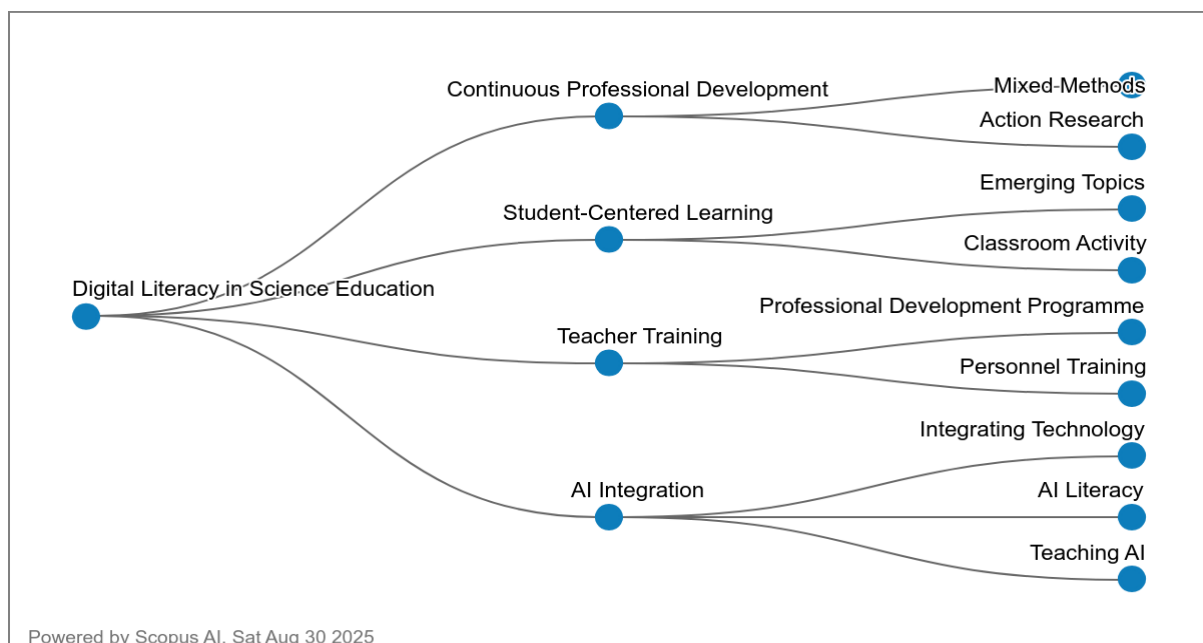 Mixed-Methods
Continuous Professional Development
Action Research
Emerging Topics
Student-Centered Learning
Classroom Activity
Digital Literacy in Science Education
Professional Development Programme
Teacher Training
Personnel Training
Integrating Technology
AI Integration
AI Literacy
Teaching AI
Powered by Scopus AI, Sat Aug 30 2025